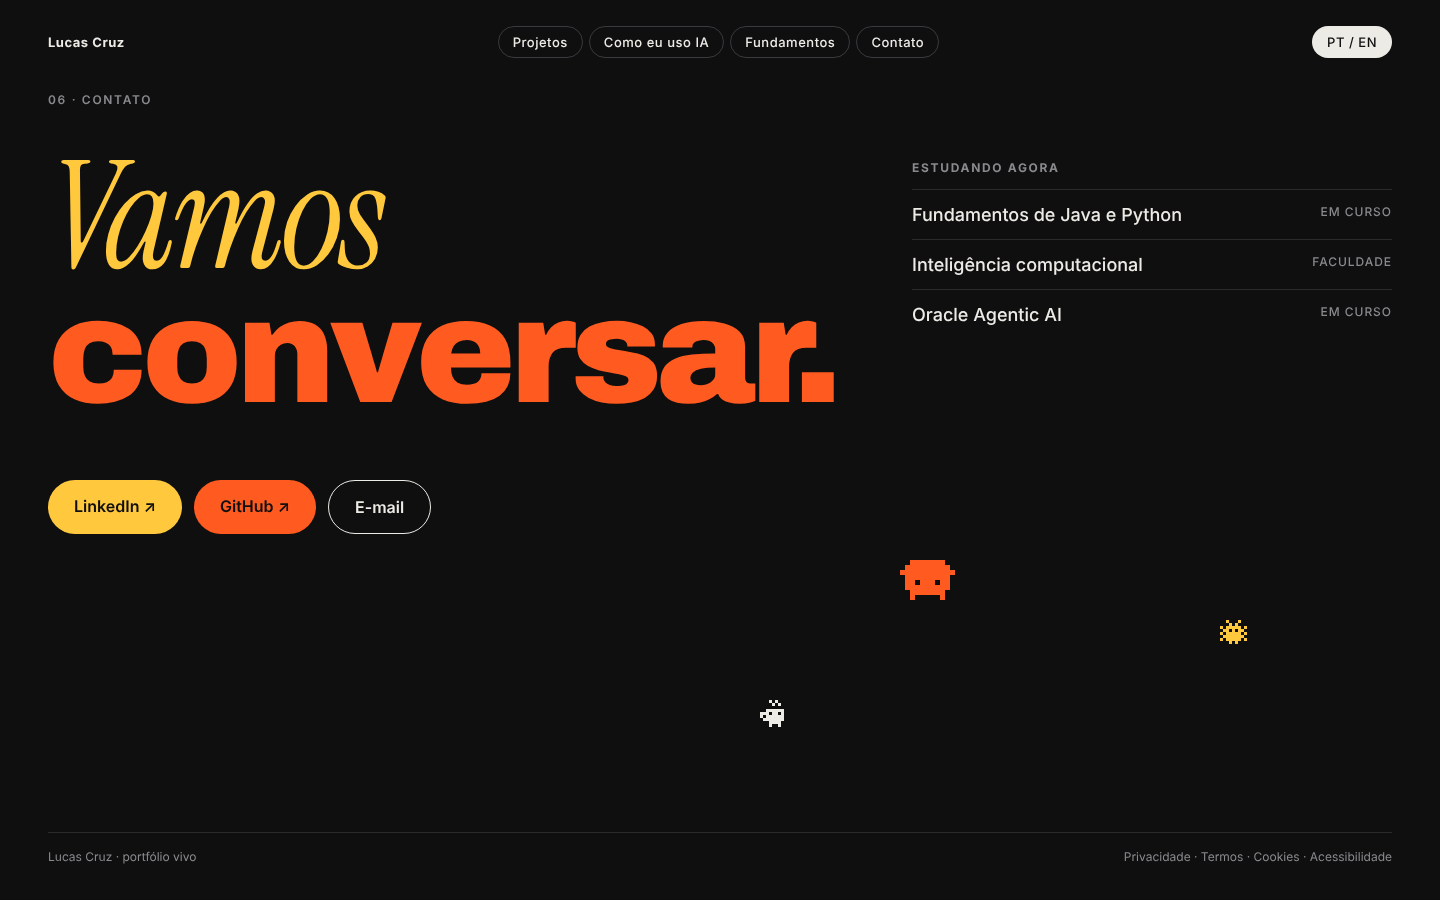 Lucas Cruz
Projetos
Como eu uso IA
Fundamentos
Contato
PT / EN
06 · CONTATO
Vamos
conversar.
LinkedIn ↗
GitHub ↗
E-mail
ESTUDANDO AGORA
Fundamentos de Java e Python EM CURSO
Inteligência computacional FACULDADE
Oracle Agentic AI EM CURSO
Lucas Cruz · portfólio vivo
Privacidade · Termos · Cookies · Acessibilidade